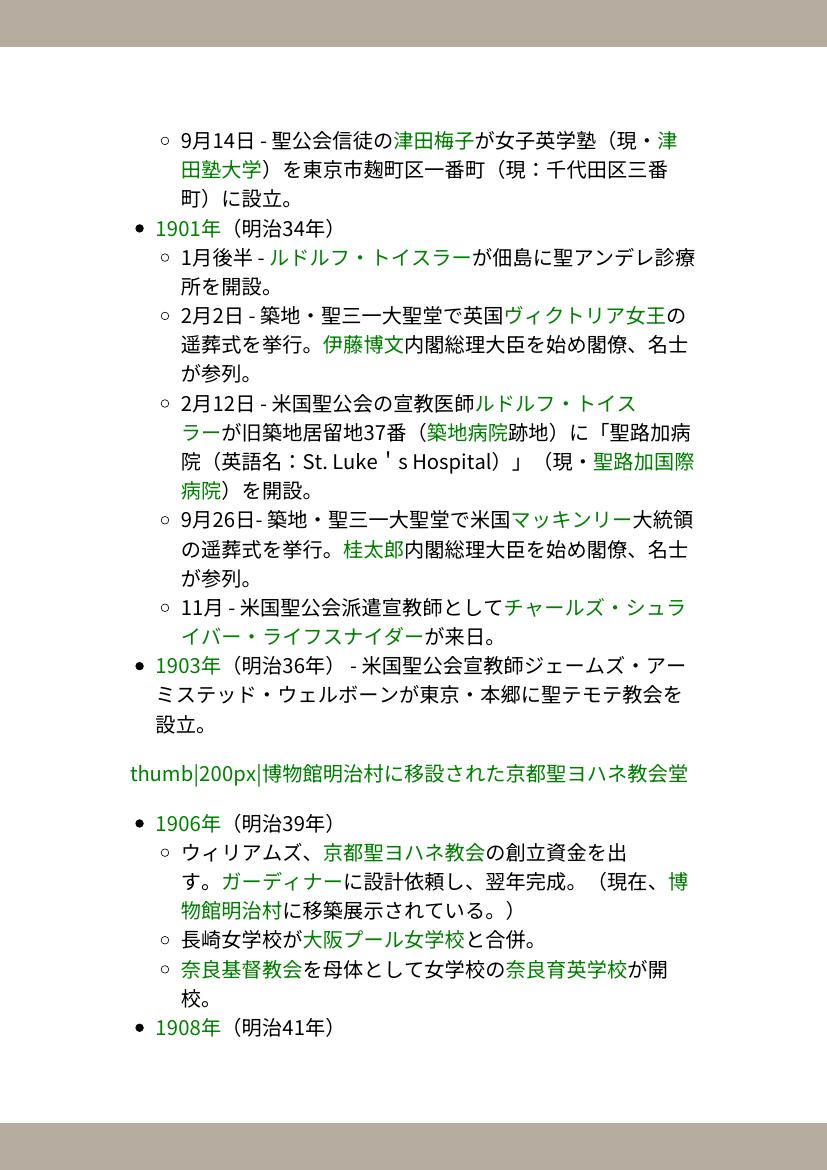 9月14日 - 聖公会信徒の津田梅子が女子英学塾（現・津
田塾大学）を東京市麹町区一番町（現：千代田区三番
町）に設立。
1901年（明治34年）
1月後半 - ルドルフ・トイスラーが佃島に聖アンデレ診療
所を開設。
2月2日 - 築地・聖三一大聖堂で英国ヴィクトリア女王の
遥葬式を挙行。伊藤博文内閣総理大臣を始め閣僚、名士
が参列。
2月12日 - 米国聖公会の宣教医師ルドルフ・トイス
ラーが旧築地居留地37番（築地病院跡地）に「聖路加病
院（英語名：St. Luke＇s Hospital）」（現・聖路加国際
病院）を開設。
9月26日- 築地・聖三一大聖堂で米国マッキンリー大統領
の遥葬式を挙行。桂太郎内閣総理大臣を始め閣僚、名士
が参列。
11月 - 米国聖公会派遣宣教師としてチャールズ・シュラ
イバー・ライフスナイダーが来日。
1903年（明治36年） - 米国聖公会宣教師ジェームズ・アー
ミステッド・ウェルボーンが東京・本郷に聖テモテ教会を
設立。
thumb|200px|博物館明治村に移設された京都聖ヨハネ教会堂
1906年（明治39年）
ウィリアムズ、京都聖ヨハネ教会の創立資金を出
す。ガーディナーに設計依頼し、翌年完成。（現在、博
物館明治村に移築展示されている。）
長崎女学校が大阪プール女学校と合併。
奈良基督教会を母体として女学校の奈良育英学校が開
校。
1908年（明治41年）